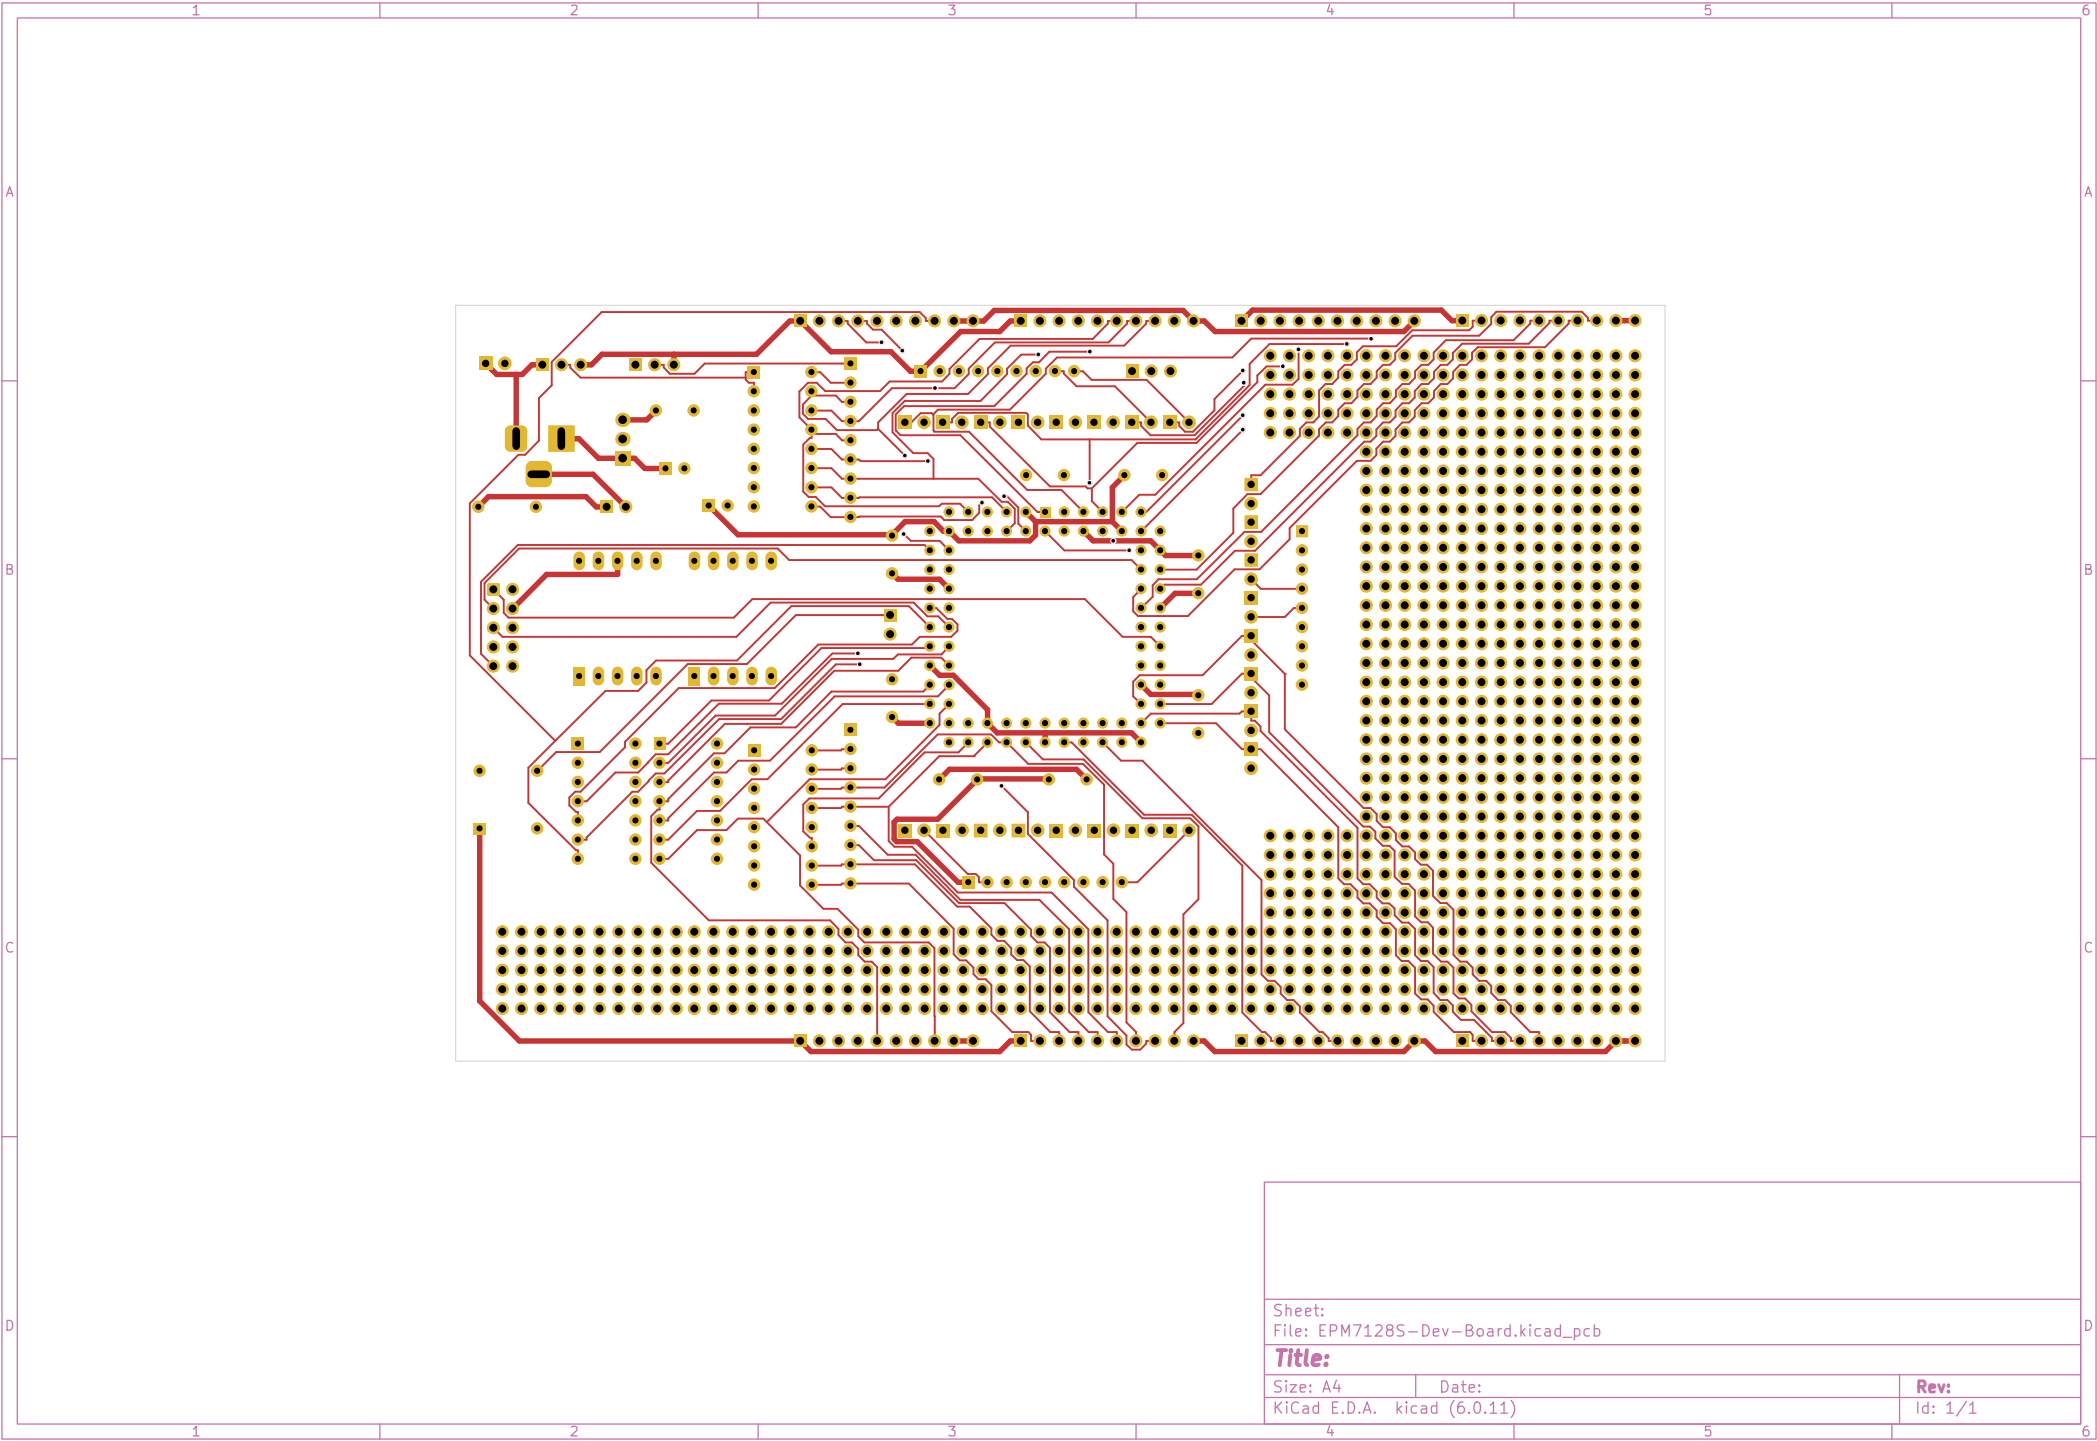 1 2 3 4 5 6
A A
B B
C C
D D
Sheet:
File: EPM7128S-Dev-Board.kicad_pcb
Title:
Size: A4 Date: Rev:
KiCad E.D.A. kicad (6.0.11) Id: 1/1
1 2 3 4 5 6